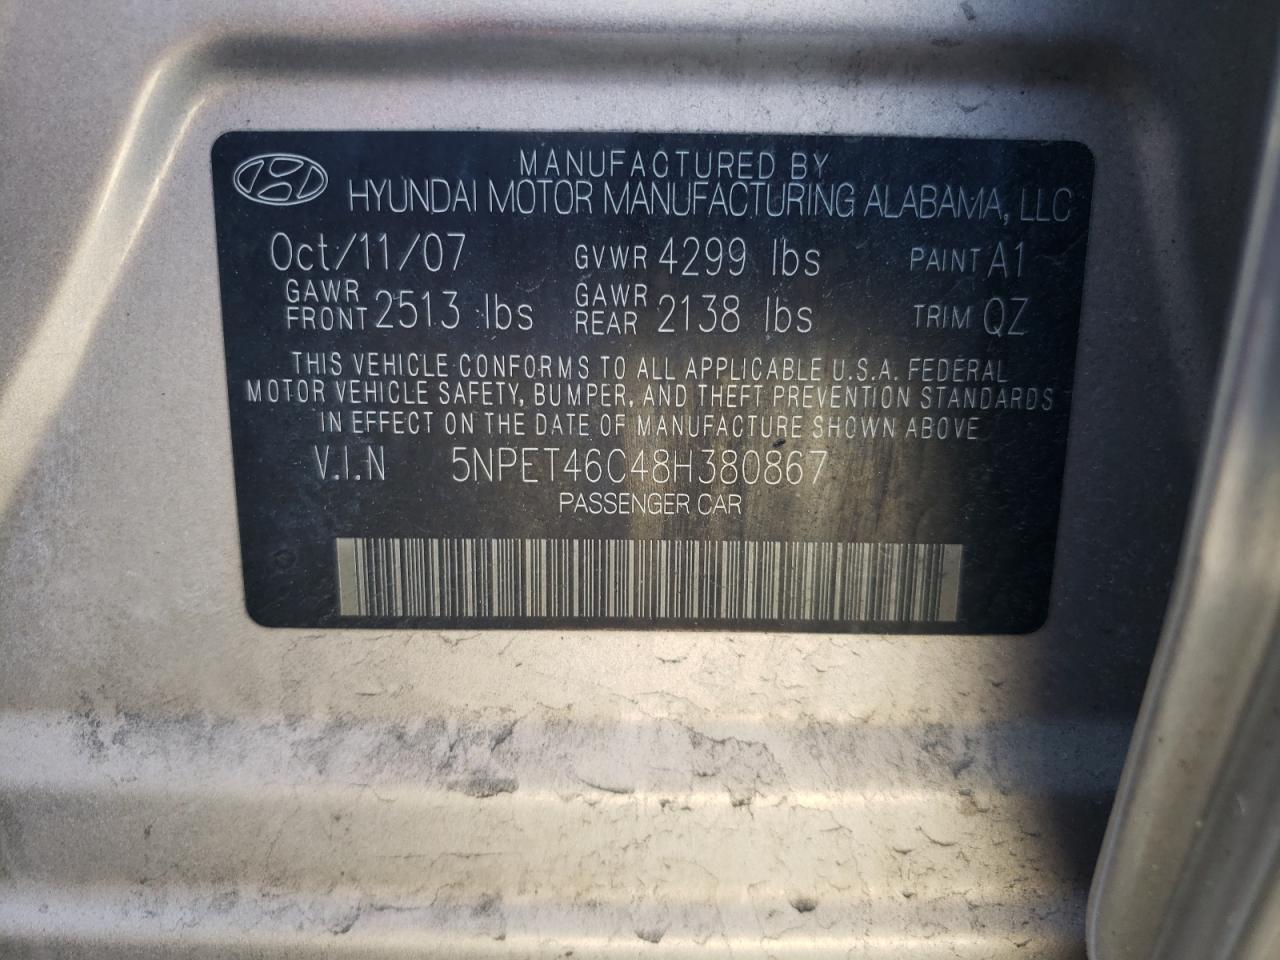 MANUFACTURED BY
HYUNDAI MOTOR MANUFACTURING ALABAMA, LLC
Oct/11/07 GVWR 4299 lbs PAINT A1
GAWR FRONT 2513 lbs GAWR REAR 2138 lbs TRIM QZ
THIS VEHICLE CONFORMS TO ALL APPLICABLE U.S.A. FEDERAL
MOTOR VEHICLE SAFETY, BUMPER, AND THEFT PREVENTION STANDARDS
IN EFFECT ON THE DATE OF MANUFACTURE SHOWN ABOVE
V.I.N 5NPET46C48H380867
PASSENGER CAR